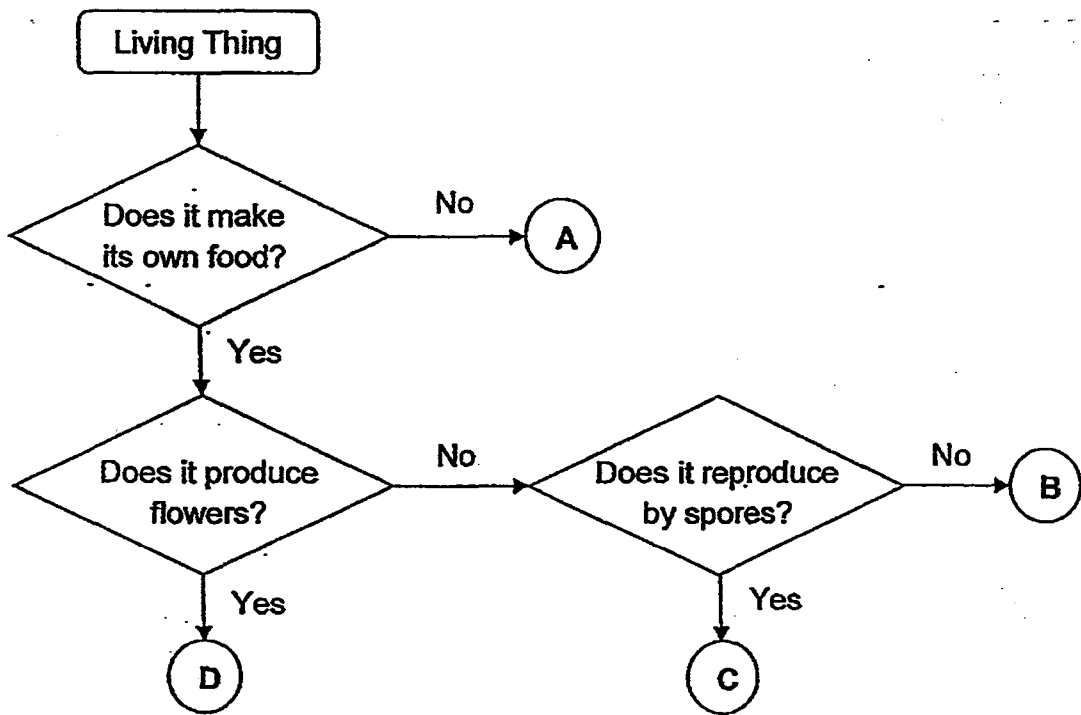 Living Thing
Does it make
its own food?
No
A
Yes
Does it produce
flowers?
No
Does it reproduce
by spores?
No
B
Yes
D
Yes
C